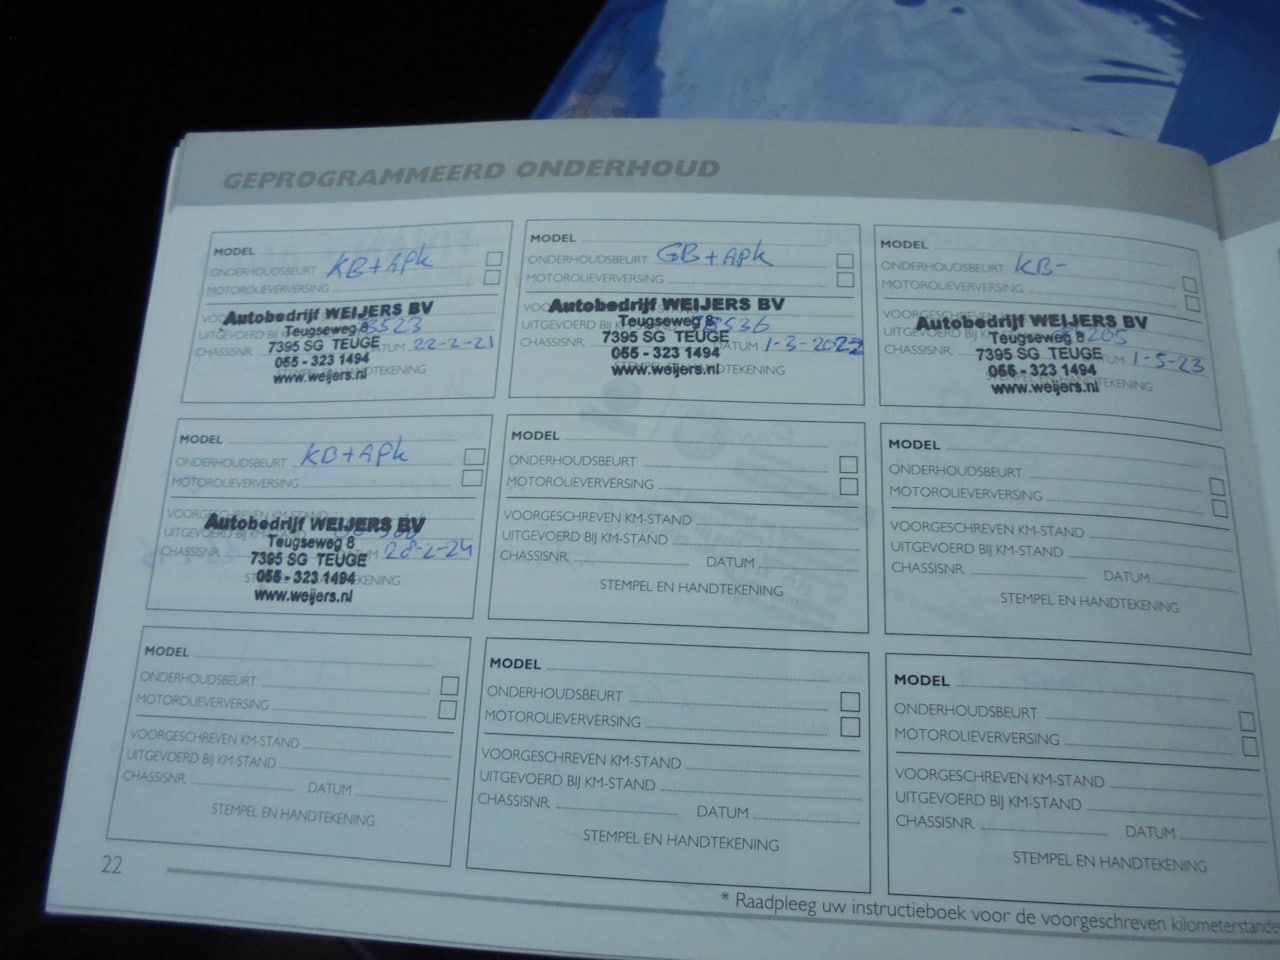 GEPROGRAMMEERD ONDERHOUD
MODEL
ONDERHOUDSBEURT KB+APK
MOTOROLIEVERVERSING
Autobedrijf WEIJERS BV
Teugseweg 8
7395 SG TEUGE
CHASSISNR. DATUM 22-2-21
055 - 323 1494
www.weijers.nl
MODEL
ONDERHOUDSBEURT GB+APK
MOTOROLIEVERVERSING
Autobedrijf WEIJERS BV
UITGEVOERD BIJ
Teugseweg 8
7395 SG TEUGE
CHASSISNR. DATUM 1-3-2022
055 - 323 1494
www.weijers.nl
MODEL
ONDERHOUDSBEURT KB-
MOTOROLIEVERVERSING
Autobedrijf WEIJERS BV
Teugseweg 8
7395 SG TEUGE
CHASSISNR. 1-5-23
055 - 323 1494
www.weijers.nl
MODEL
ONDERHOUDSBEURT KB+APK
MOTOROLIEVERVERSING
Autobedrijf WEIJERS BV
Teugseweg 8
7395 SG TEUGE
CHASSISNR. 28-2-24
055 - 323 1494
www.weijers.nl
MODEL
ONDERHOUDSBEURT
MOTOROLIEVERVERSING
VOORGESCHREVEN KM-STAND
UITGEVOERD BIJ KM-STAND
CHASSISNR. DATUM
STEMPEL EN HANDTEKENING
MODEL
ONDERHOUDSBEURT
MOTOROLIEVERVERSING
VOORGESCHREVEN KM-STAND
UITGEVOERD BIJ KM-STAND
CHASSISNR. DATUM
STEMPEL EN HANDTEKENING
MODEL
ONDERHOUDSBEURT
MOTOROLIEVERVERSING
VOORGESCHREVEN KM-STAND
UITGEVOERD BIJ KM-STAND
CHASSISNR. DATUM
STEMPEL EN HANDTEKENING
MODEL
ONDERHOUDSBEURT
MOTOROLIEVERVERSING
VOORGESCHREVEN KM-STAND
UITGEVOERD BIJ KM-STAND
CHASSISNR. DATUM
STEMPEL EN HANDTEKENING
MODEL
ONDERHOUDSBEURT
MOTOROLIEVERVERSING
VOORGESCHREVEN KM-STAND
UITGEVOERD BIJ KM-STAND
CHASSISNR. DATUM
STEMPEL EN HANDTEKENING
22
* Raadpleeg uw instructieboek voor de voorgeschreven kilometerstande